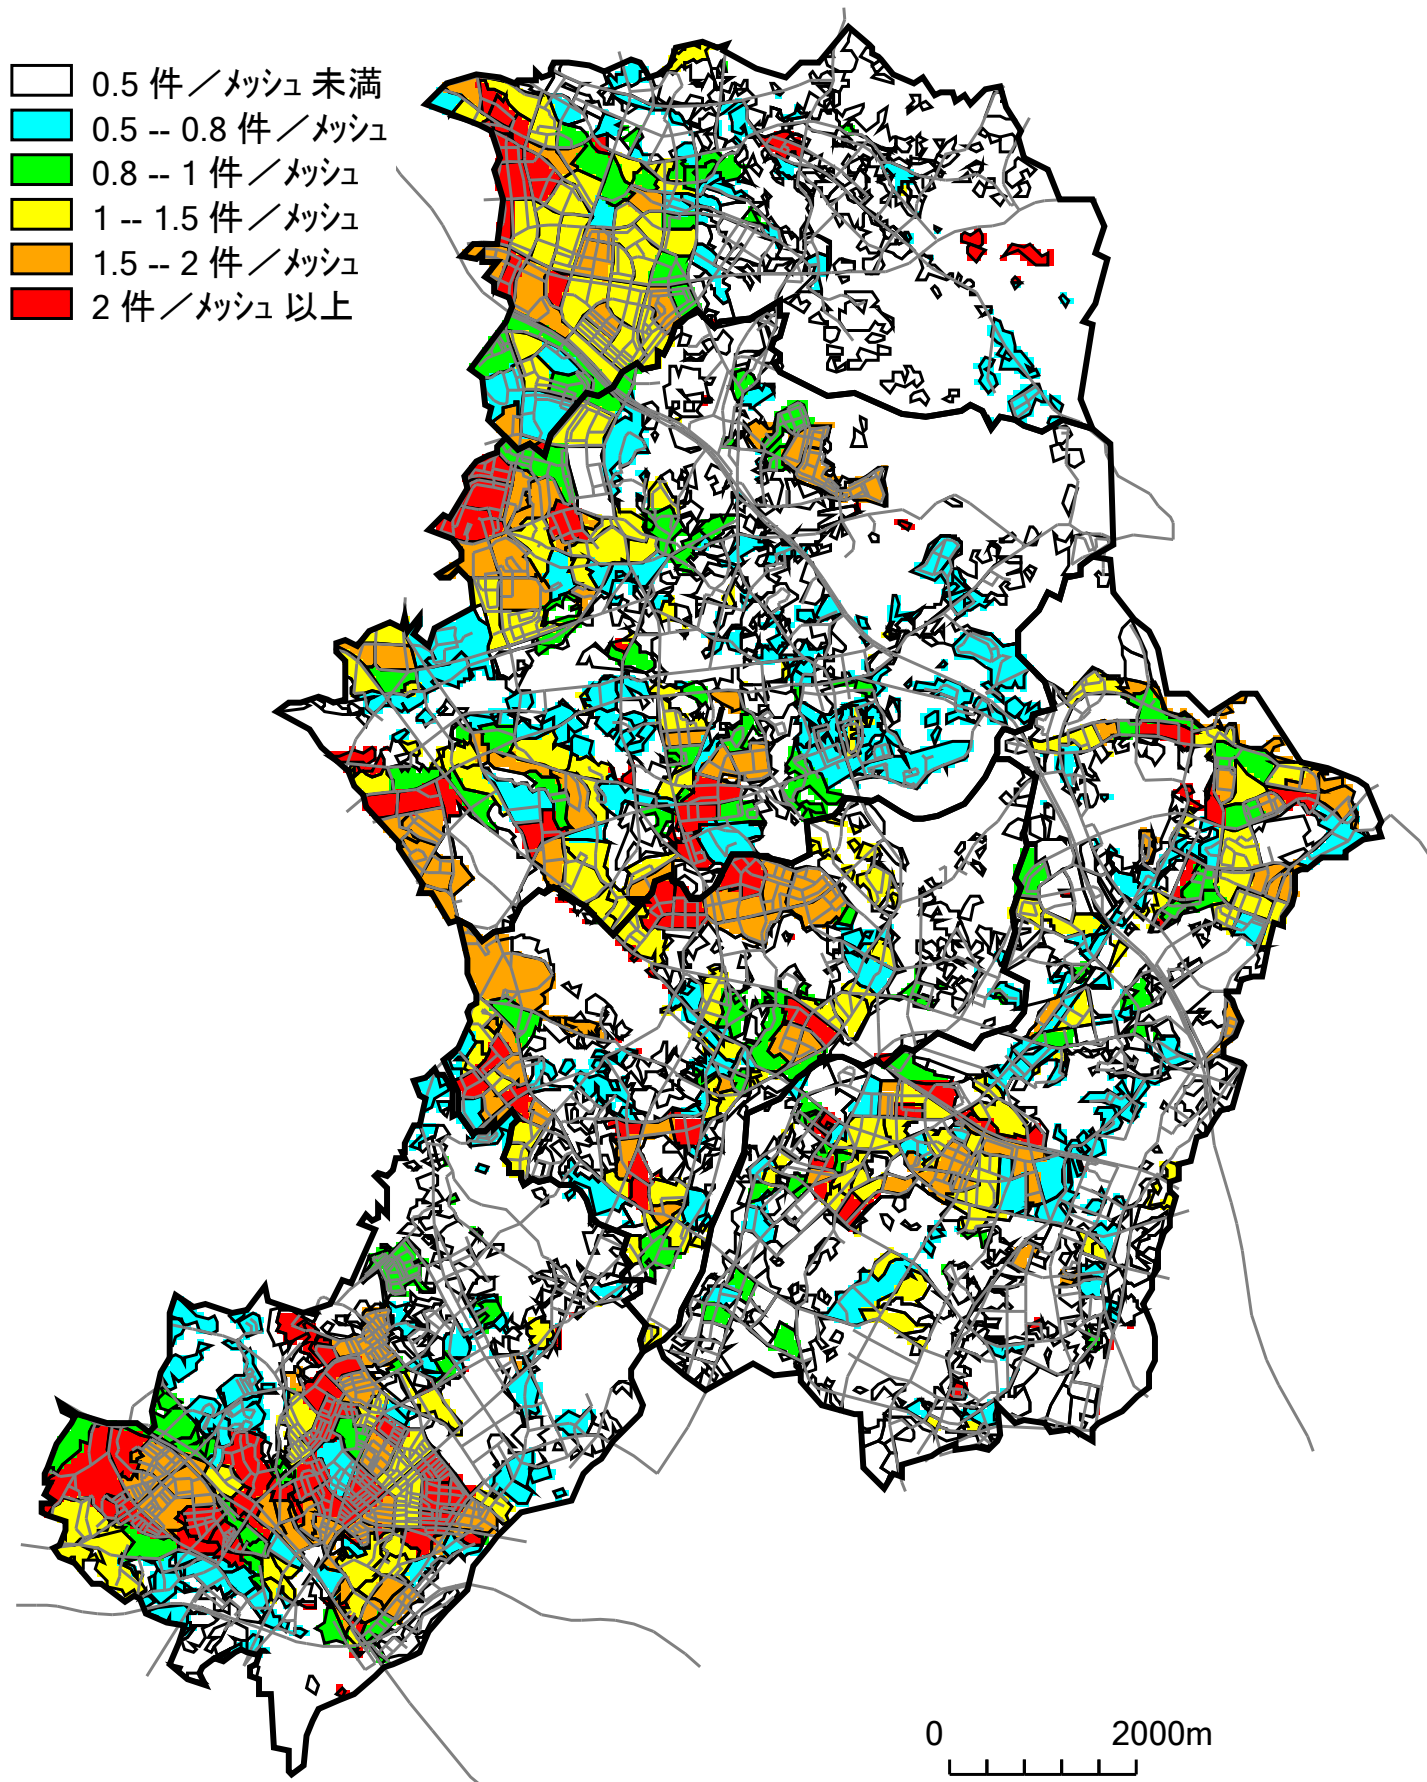 0.5 件／メッシュ 未満
0.5 -- 0.8 件／メッシュ
0.8 -- 1 件／メッシュ
1 -- 1.5 件／メッシュ
1.5 -- 2 件／メッシュ
2 件／メッシュ 以上
0 2000m